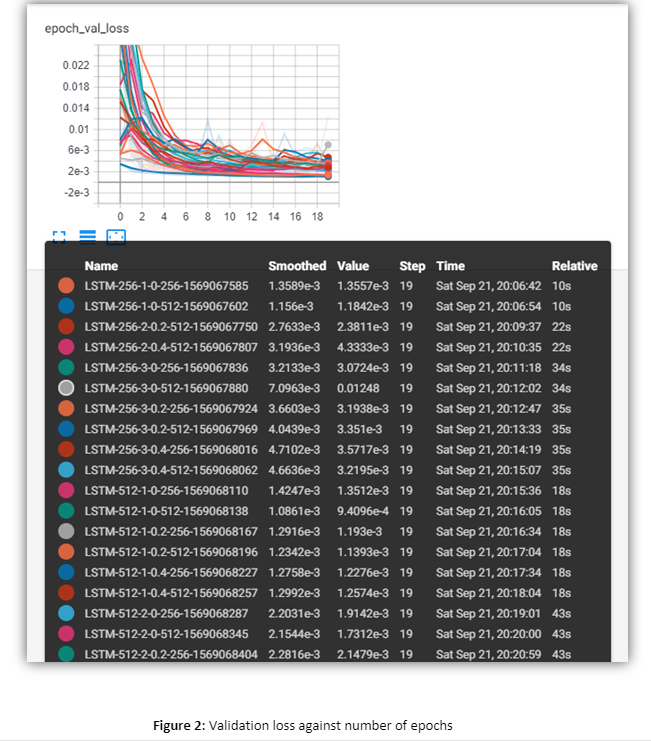 epoch_val_loss
0.022
0.018
0.014
0.01
6e-3
2e-3
-2e-3
0 2 4 6 8 10 12 14 16 18
Name Smoothed Value Step Time Relative
LSTM-256-1-0-256-1569067585 1.3589e-3 1.3557e-3 19 Sat Sep 21, 20:06:42 10s
LSTM-256-1-0-512-1569067602 1.156e-3 1.1842e-3 19 Sat Sep 21, 20:06:54 10s
LSTM-256-2-0.2-512-1569067750 2.7633e-3 2.3811e-3 19 Sat Sep 21, 20:09:37 22s
LSTM-256-2-0.4-512-1569067807 3.1936e-3 4.3333e-3 19 Sat Sep 21, 20:10:35 22s
LSTM-256-3-0-256-1569067836 3.2133e-3 3.0724e-3 19 Sat Sep 21, 20:11:18 34s
LSTM-256-3-0-512-1569067880 7.0963e-3 0.01248 19 Sat Sep 21, 20:12:02 34s
LSTM-256-3-0.2-256-1569067924 3.6603e-3 3.1938e-3 19 Sat Sep 21, 20:12:47 35s
LSTM-256-3-0.2-512-1569067969 4.0439e-3 3.351e-3 19 Sat Sep 21, 20:13:33 35s
LSTM-256-3-0.4-256-1569068016 4.7102e-3 3.5717e-3 19 Sat Sep 21, 20:14:19 35s
LSTM-256-3-0.4-512-1569068062 4.6636e-3 3.2195e-3 19 Sat Sep 21, 20:15:07 35s
LSTM-512-1-0-256-1569068110 1.4247e-3 1.3512e-3 19 Sat Sep 21, 20:15:36 18s
LSTM-512-1-0-512-1569068138 1.0861e-3 9.4096e-4 19 Sat Sep 21, 20:16:05 18s
LSTM-512-1-0.2-256-1569068167 1.2916e-3 1.193e-3 19 Sat Sep 21, 20:16:34 18s
LSTM-512-1-0.2-512-1569068196 1.2342e-3 1.1393e-3 19 Sat Sep 21, 20:17:04 18s
LSTM-512-1-0.4-256-1569068227 1.2758e-3 1.2276e-3 19 Sat Sep 21, 20:17:34 18s
LSTM-512-1-0.4-512-1569068257 1.2992e-3 1.2574e-3 19 Sat Sep 21, 20:18:04 18s
LSTM-512-2-0-256-1569068287 2.2031e-3 1.9142e-3 19 Sat Sep 21, 20:19:01 43s
LSTM-512-2-0-512-1569068345 2.1544e-3 1.7312e-3 19 Sat Sep 21, 20:20:00 43s
LSTM-512-2-0.2-256-1569068404 2.2816e-3 2.1479e-3 19 Sat Sep 21, 20:20:59 43s
Figure 2: Validation loss against number of epochs